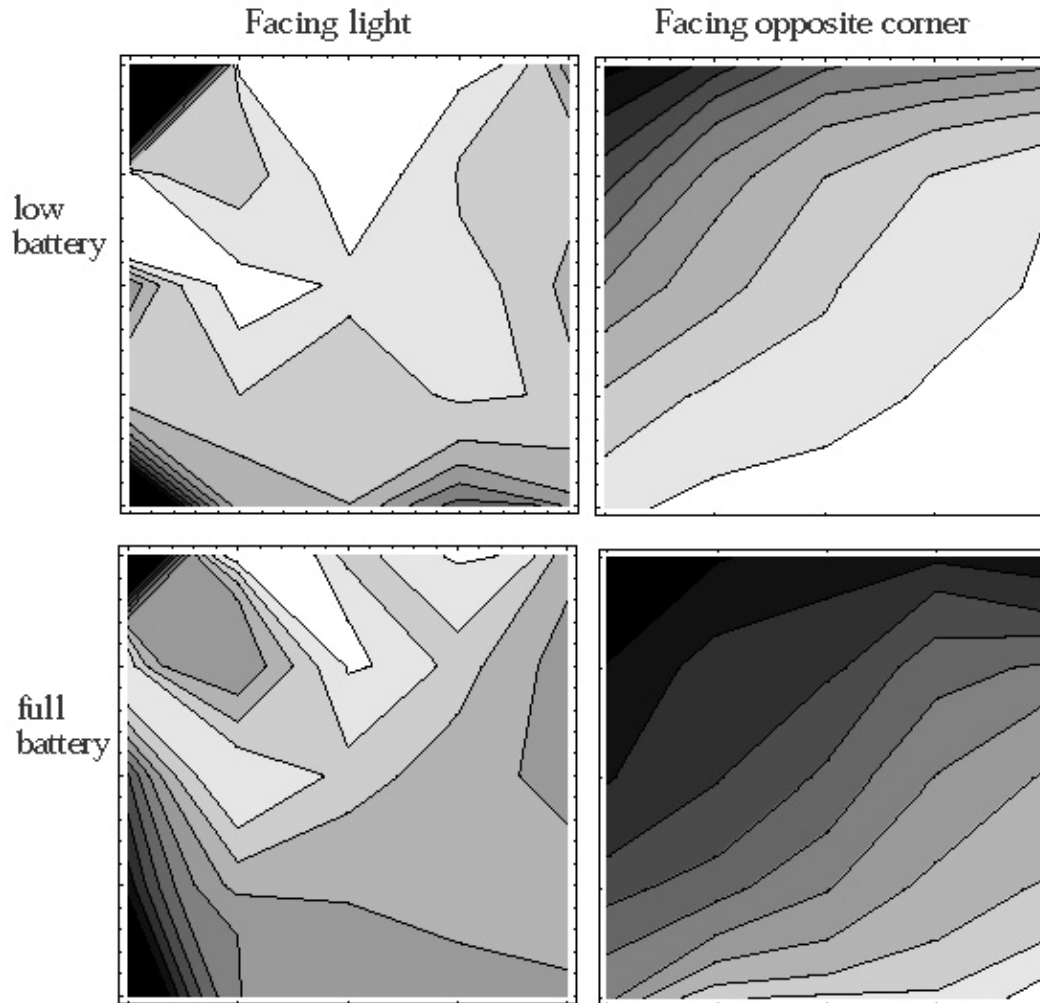 Facing light
Facing opposite corner
low
battery
full
battery